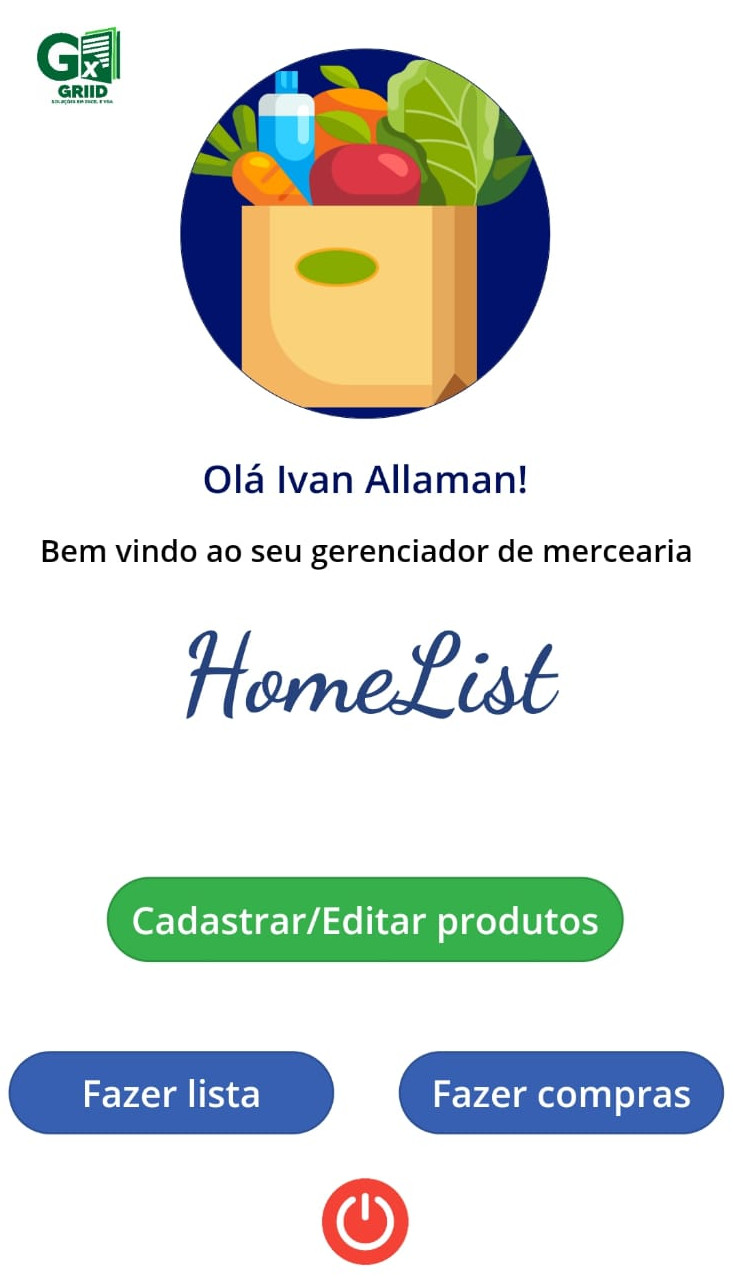 Gx
GRIID
SOLUÇÕES EM EXCEL E VBA
Olá Ivan Allaman!
Bem vindo ao seu gerenciador de mercearia
HomeList
Cadastrar/Editar produtos
Fazer lista
Fazer compras